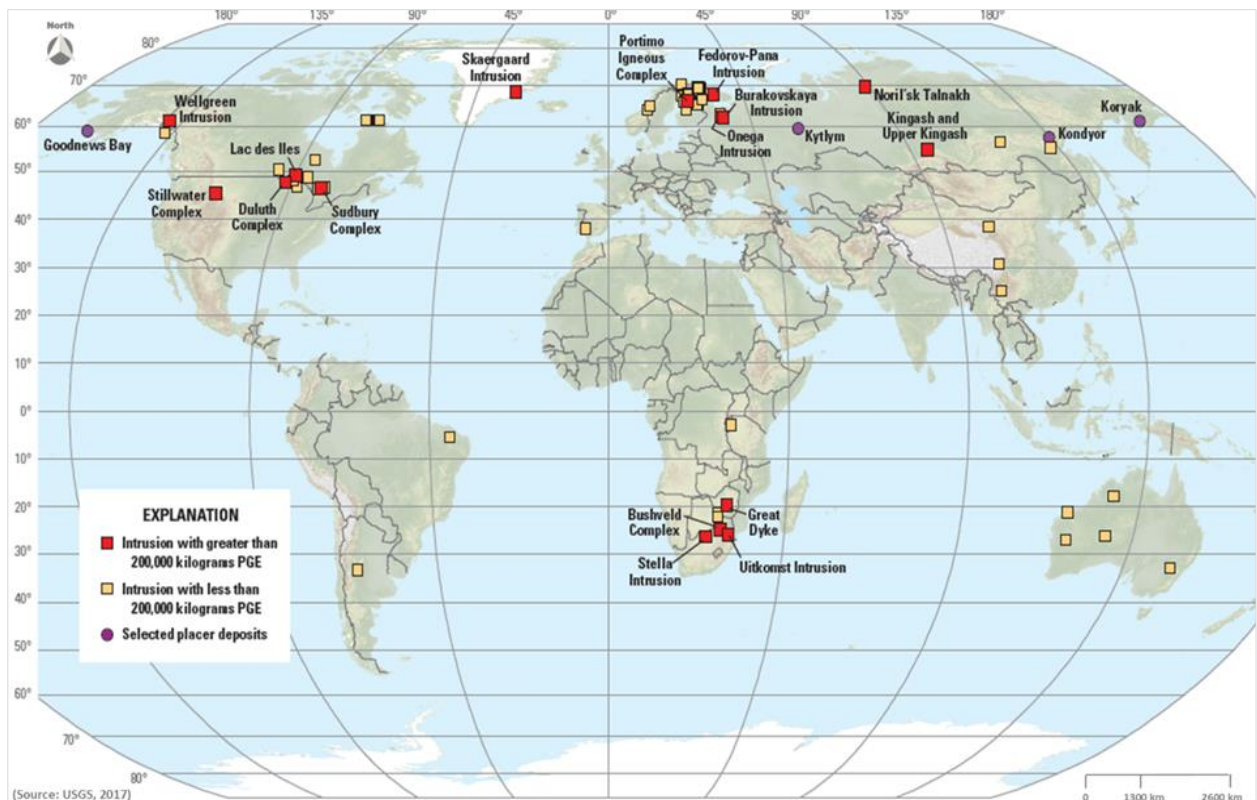 North
180°
135°
90°
45°
0°
45°
90°
180°
80°
70°
60°
50°
40°
30°
20°
10°
0°
10°
20°
30°
40°
50°
60°
70°
80°
Skaergaard
Intrusion
Portimo
Igneous
Complex
Fedorov-Pana
Intrusion
Wellgreen
Intrusion
Burakovskaya
Intrusion
Noril'sk Talnakh
Koryak
Goodnews Bay
Onega
Intrusion
Kytlym
Kingash and
Upper Kingash
Kondyor
Lac des Iles
Stillwater
Complex
Duluth
Complex
Sudbury
Complex
Bushveld
Complex
Great
Dyke
Stella
Intrusion
Uitkomst Intrusion
EXPLANATION
Intrusion with greater than
200,000 kilograms PGE
Intrusion with less than
200,000 kilograms PGE
Selected placer deposits
(Source: USGS, 2017)
0 1300 km 2600 km